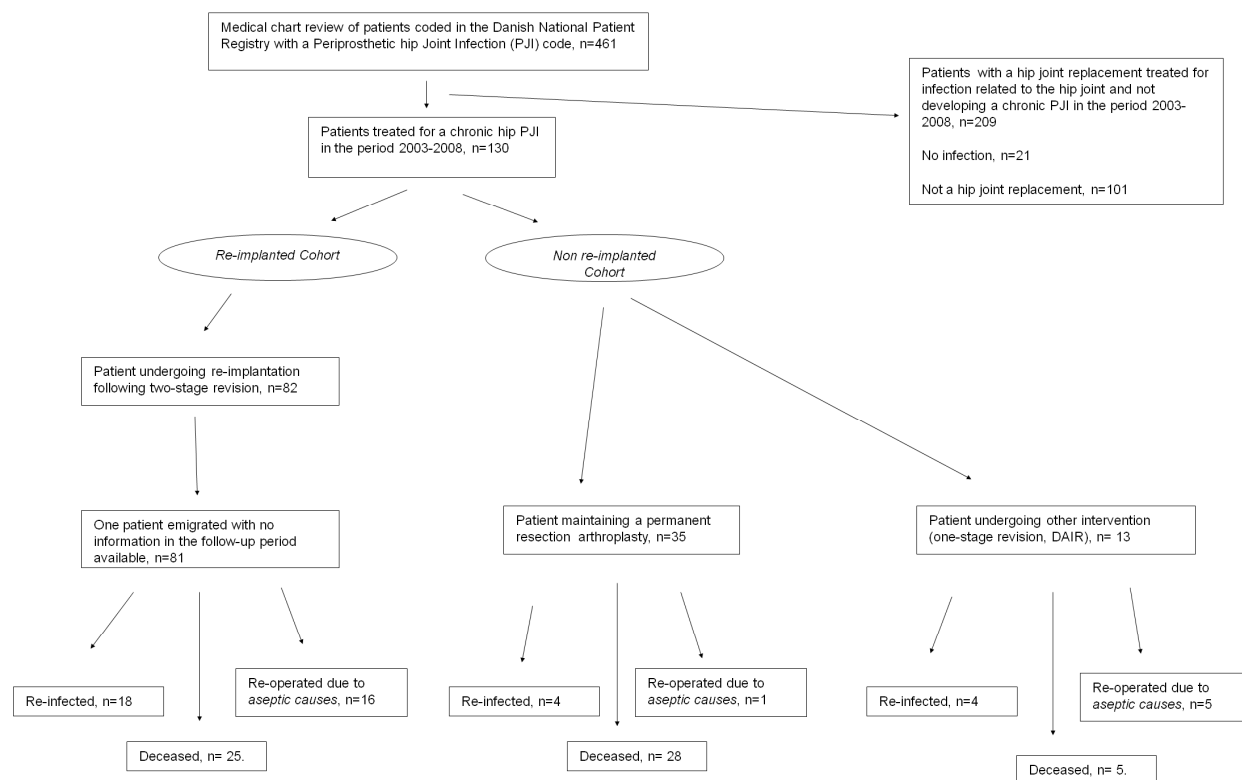 Medical chart review of patients coded in the Danish National Patient
Registry with a Periprosthetic hip Joint Infection (PJI) code, n=461
Patients with a hip joint replacement treated for
infection related to the hip joint and not
developing a chronic PJI in the period 2003-
2008, n=209
No infection, n=21
Not a hip joint replacement, n=101
Patients treated for a chronic hip PJI
in the period 2003-2008, n=130
Re-implanted Cohort
Non re-implanted
Cohort
Patient undergoing re-implantation
following two-stage revision, n=82
One patient emigrated with no
information in the follow-up period
available, n=81
Patient maintaining a permanent
resection arthroplasty, n=35
Patient undergoing other intervention
(one-stage revision, DAIR), n= 13
Re-infected, n=18
Re-operated due to
aseptic causes, n=16
Deceased, n= 25.
Re-infected, n=4
Re-operated due to
aseptic causes, n=1
Deceased, n= 28
Re-infected, n=4
Re-operated due to
aseptic causes, n=5
Deceased, n= 5.